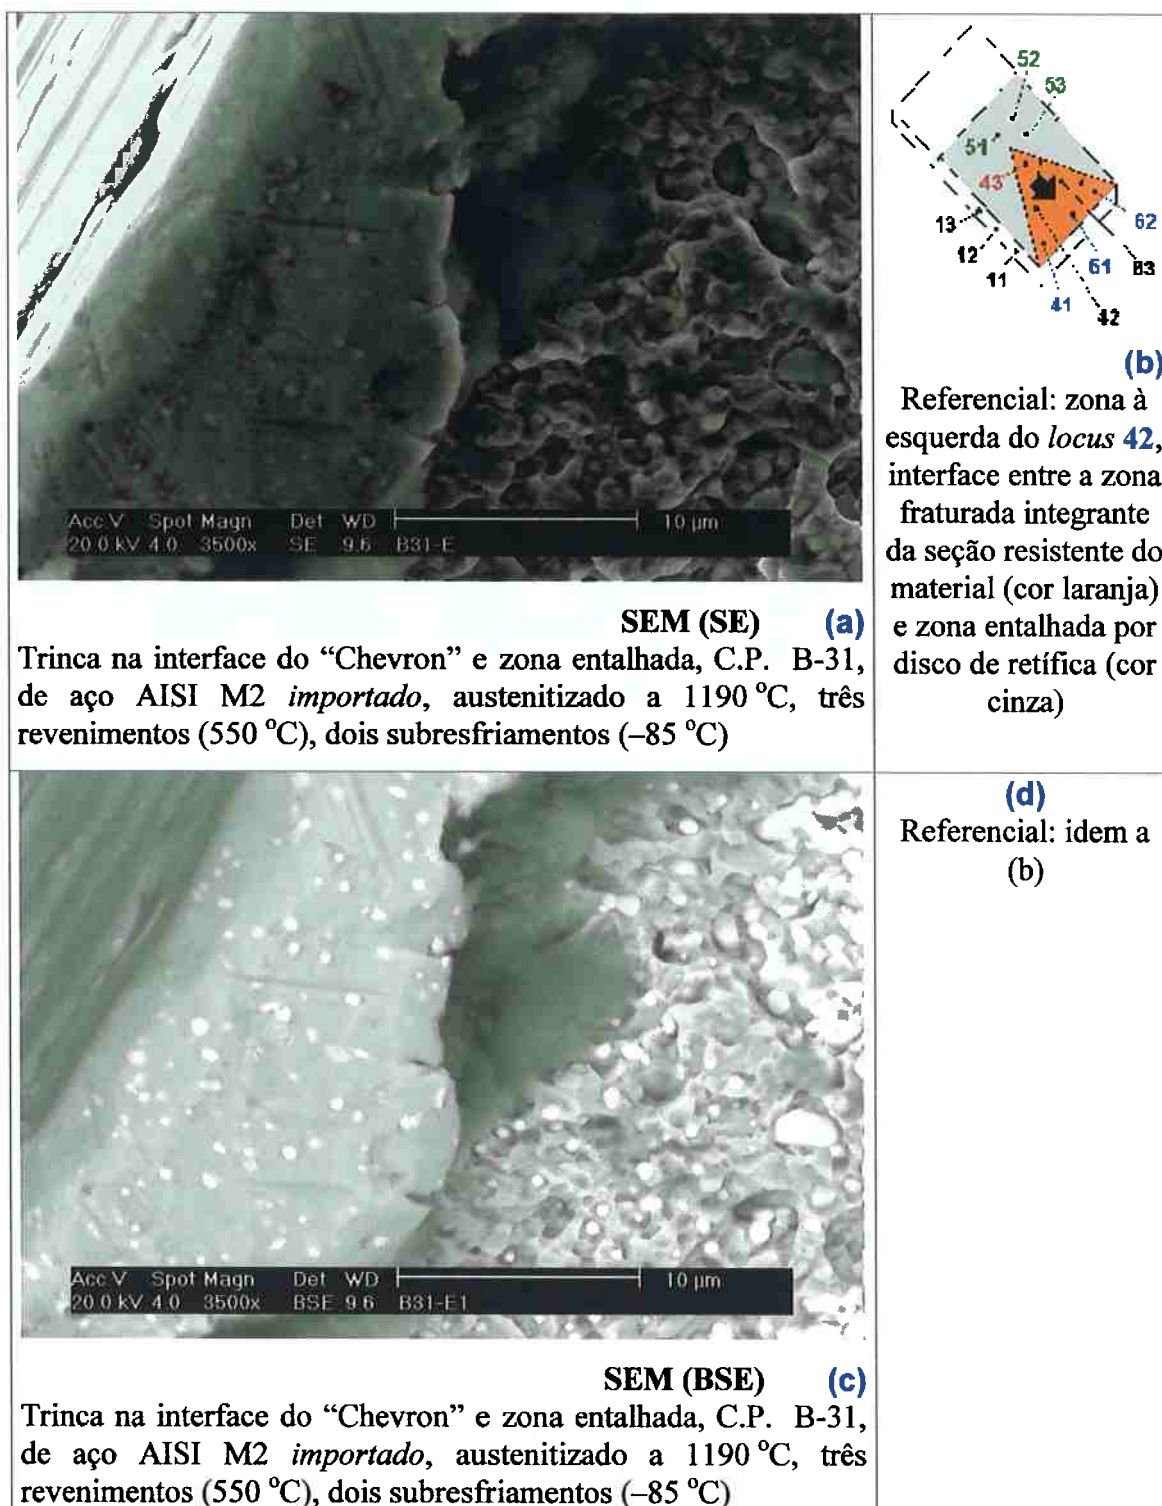 Acc.V Spot Magn Det WD 10 µm
20.0 kV 4.0 3500x SE 9.6 B31-E
SEM (SE) (a)
Trinca na interface do “Chevron” e zona entalhada, C.P. B-31,
de aço AISI M2 importado, austenitizado a 1190 °C, três
revenimentos (550 °C), dois subresfriamentos (–85 °C)
52
53
51
43
13
12
11
62
61
41
42
(b)
Referencial: zona à
esquerda do locus 42,
interface entre a zona
fraturada integrante
da seção resistente do
material (cor laranja)
e zona entalhada por
disco de retífica (cor
cinza)
Acc.V Spot Magn Det WD 10 µm
20.0 kV 4.0 3500x BSE 9.6 B31-E1
SEM (BSE) (c)
Trinca na interface do “Chevron” e zona entalhada, C.P. B-31,
de aço AISI M2 importado, austenitizado a 1190 °C, três
revenimentos (550 °C), dois subresfriamentos (–85 °C)
(d)
Referencial: idem a
(b)